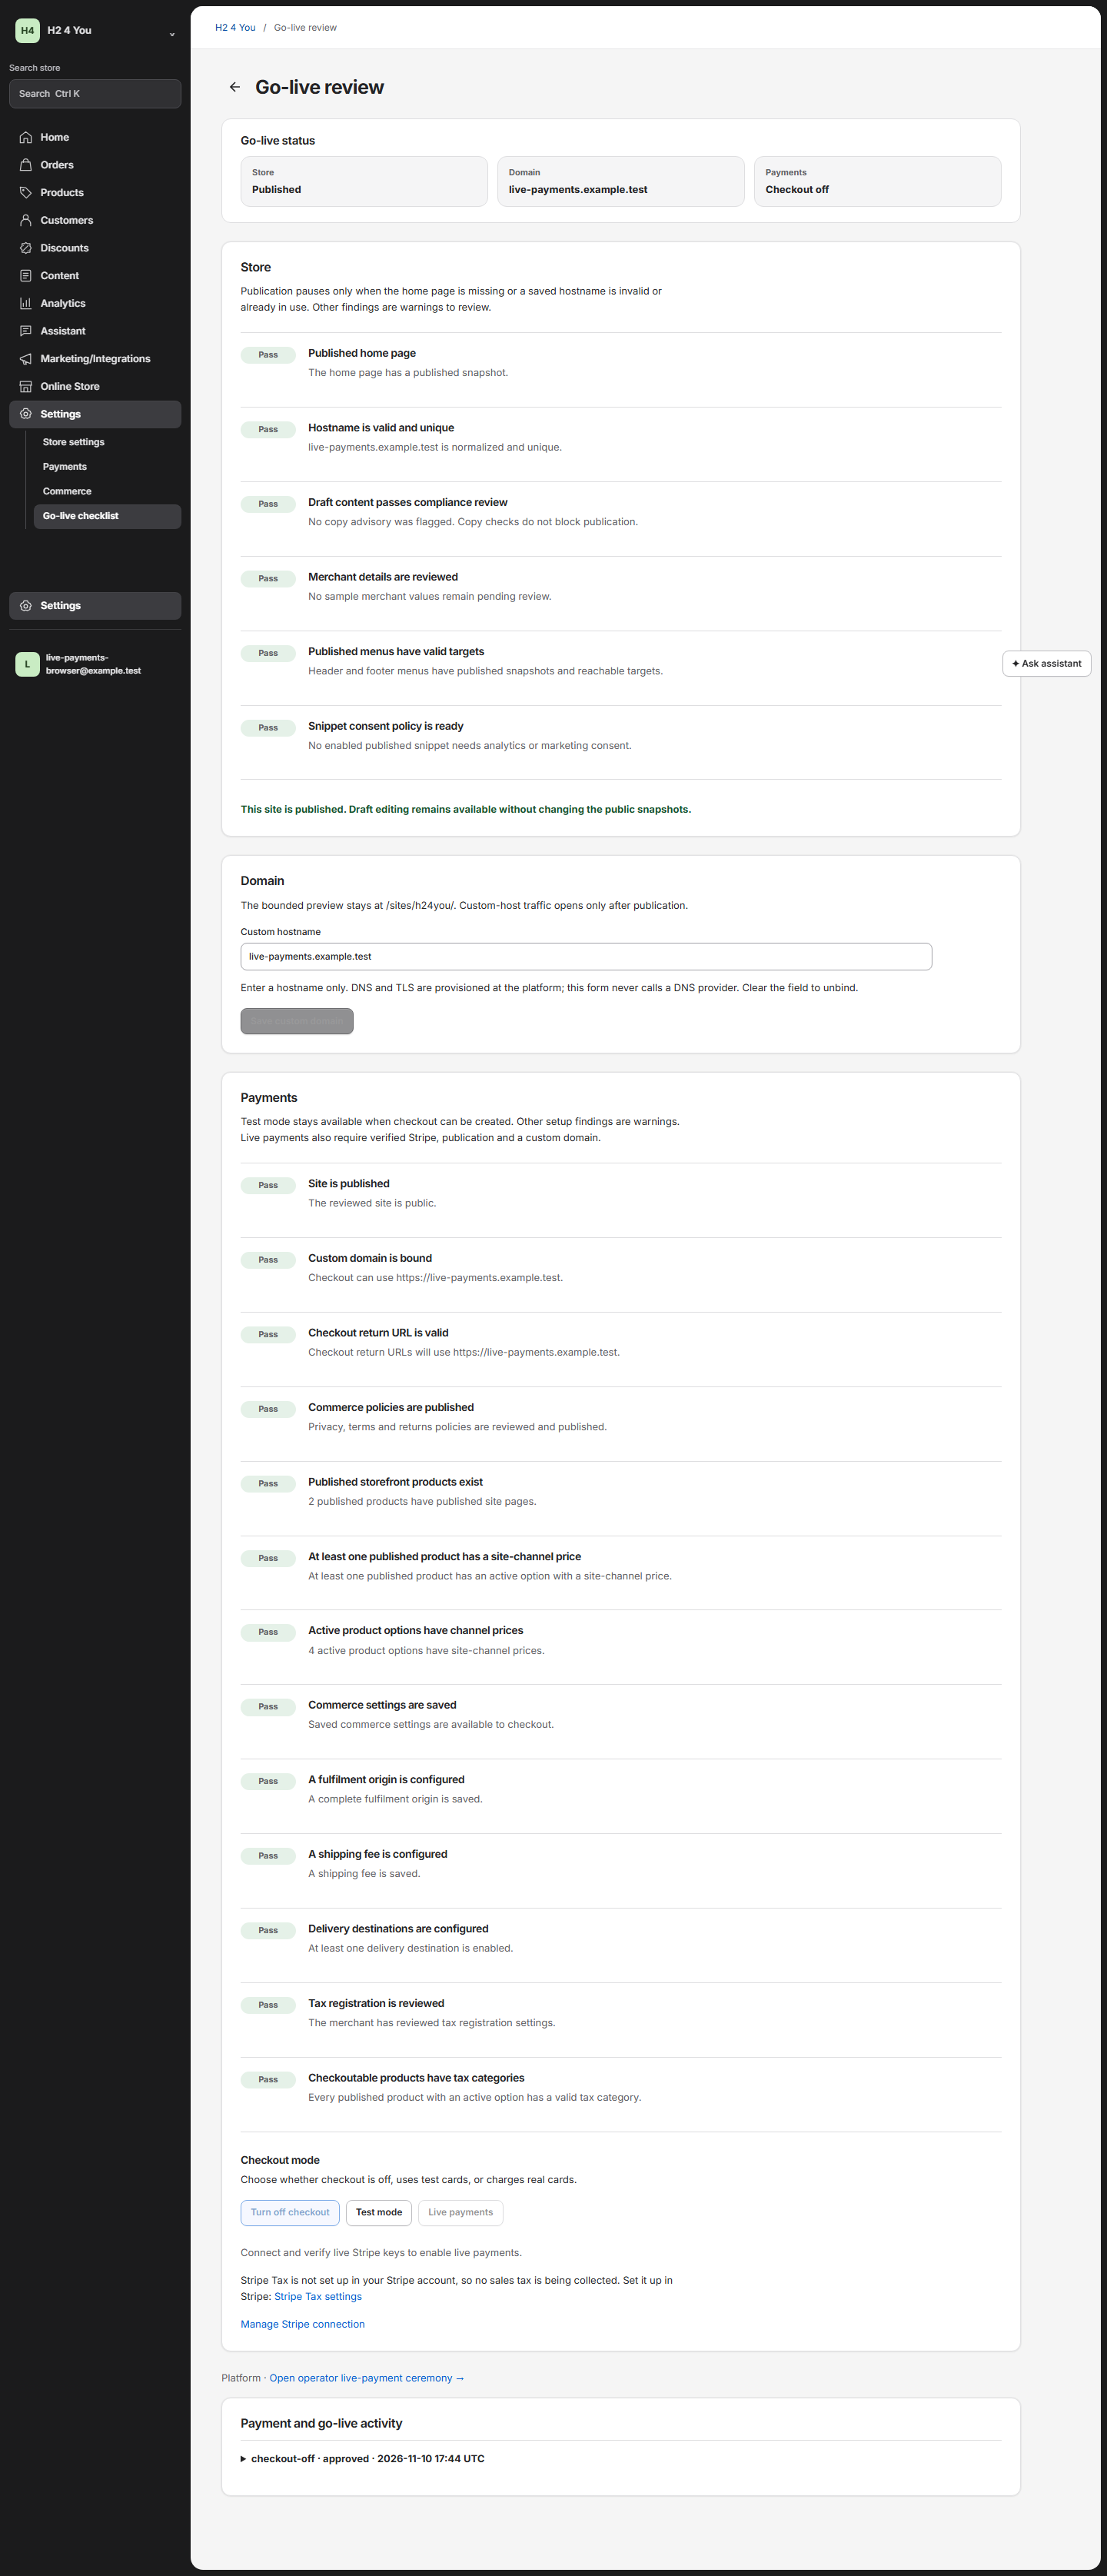 H4 H2 4 You
Search store
Search Ctrl K
Home
Orders
Products
Customers
Discounts
Content
Analytics
Assistant
Marketing/Integrations
Online Store
Settings
Store settings
Payments
Commerce
Go-live checklist
Settings
L live-payments-
browser@example.test
H2 4 You / Go-live review
← Go-live review
Go-live status
Store
Published
Domain
live-payments.example.test
Payments
Checkout off
Store
Publication pauses only when the home page is missing or a saved hostname is invalid or
already in use. Other findings are warnings to review.
Pass Published home page
The home page has a published snapshot.
Pass Hostname is valid and unique
live-payments.example.test is normalized and unique.
Pass Draft content passes compliance review
No copy advisory was flagged. Copy checks do not block publication.
Pass Merchant details are reviewed
No sample merchant values remain pending review.
Pass Published menus have valid targets
Header and footer menus have published snapshots and reachable targets.
✦ Ask assistant
Pass Snippet consent policy is ready
No enabled published snippet needs analytics or marketing consent.
This site is published. Draft editing remains available without changing the public snapshots.
Domain
The bounded preview stays at /sites/h24you/. Custom-host traffic opens only after publication.
Custom hostname
live-payments.example.test
Enter a hostname only. DNS and TLS are provisioned at the platform; this form never calls a DNS provider. Clear the field to unbind.
Payments
Test mode stays available when checkout can be created. Other setup findings are warnings.
Live payments also require verified Stripe, publication and a custom domain.
Pass Site is published
The reviewed site is public.
Pass Custom domain is bound
Checkout can use https://live-payments.example.test.
Pass Checkout return URL is valid
Checkout return URLs will use https://live-payments.example.test.
Pass Commerce policies are published
Privacy, terms and returns policies are reviewed and published.
Pass Published storefront products exist
2 published products have published site pages.
Pass At least one published product has a site-channel price
At least one published product has an active option with a site-channel price.
Pass Active product options have channel prices
4 active product options have site-channel prices.
Pass Commerce settings are saved
Saved commerce settings are available to checkout.
Pass A fulfilment origin is configured
A complete fulfilment origin is saved.
Pass A shipping fee is configured
A shipping fee is saved.
Pass Delivery destinations are configured
At least one delivery destination is enabled.
Pass Tax registration is reviewed
The merchant has reviewed tax registration settings.
Pass Checkoutable products have tax categories
Every published product with an active option has a valid tax category.
Checkout mode
Choose whether checkout is off, uses test cards, or charges real cards.
Turn off checkout Test mode Live payments
Connect and verify live Stripe keys to enable live payments.
Stripe Tax is not set up in your Stripe account, so no sales tax is being collected. Set it up in
Stripe: Stripe Tax settings
Manage Stripe connection
Platform · Open operator live-payment ceremony →
Payment and go-live activity
▶ checkout-off · approved · 2026-11-10 17:44 UTC